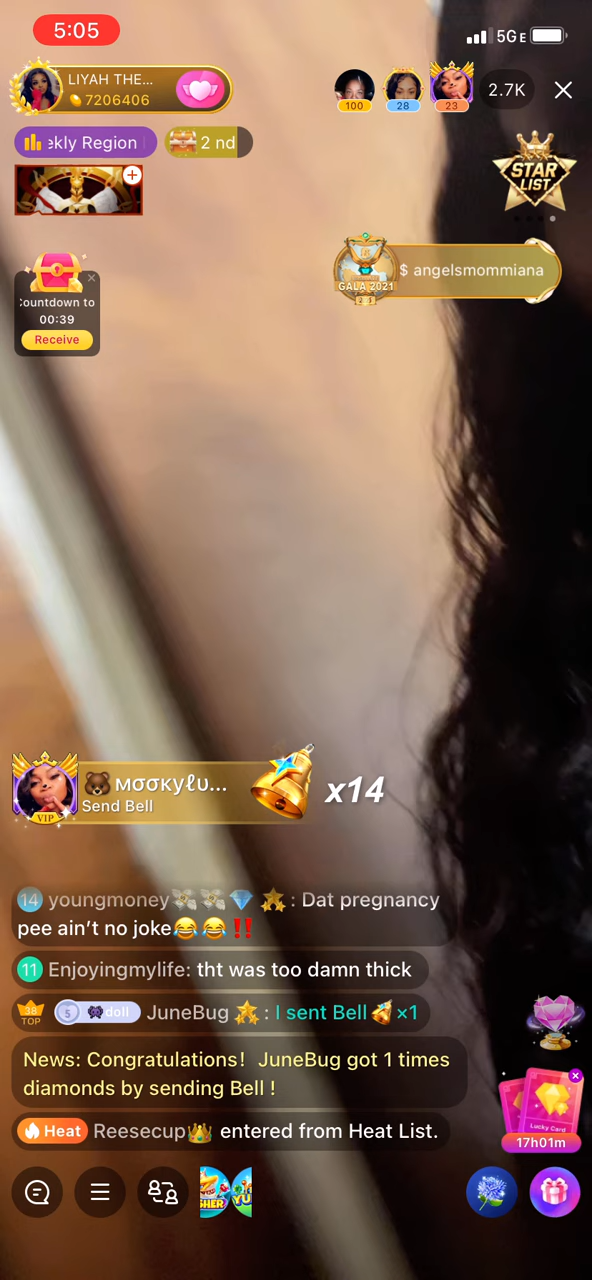 5:05
5G E
LIYAH THE...
7206406
100
28
23
2.7K
ekly Region
2 nd
STAR
LIST
$ angelsmommiana
GALA 2021
Countdown to
00:39
Receive
🐻 мσσкуℓυ...
Send Bell
x14
VIP
14 youngmoney💸💸💎⭐: Dat pregnancy
pee ain’t no joke😂😂‼️
11 Enjoyingmylife: tht was too damn thick
38 TOP 5 doll JuneBug⭐: I sent Bell×1
News: Congratulations! JuneBug got 1 times
diamonds by sending Bell !
🔥Heat Reesecup👑 entered from Heat List.
Lucky Card
17h01m
SHER
YU